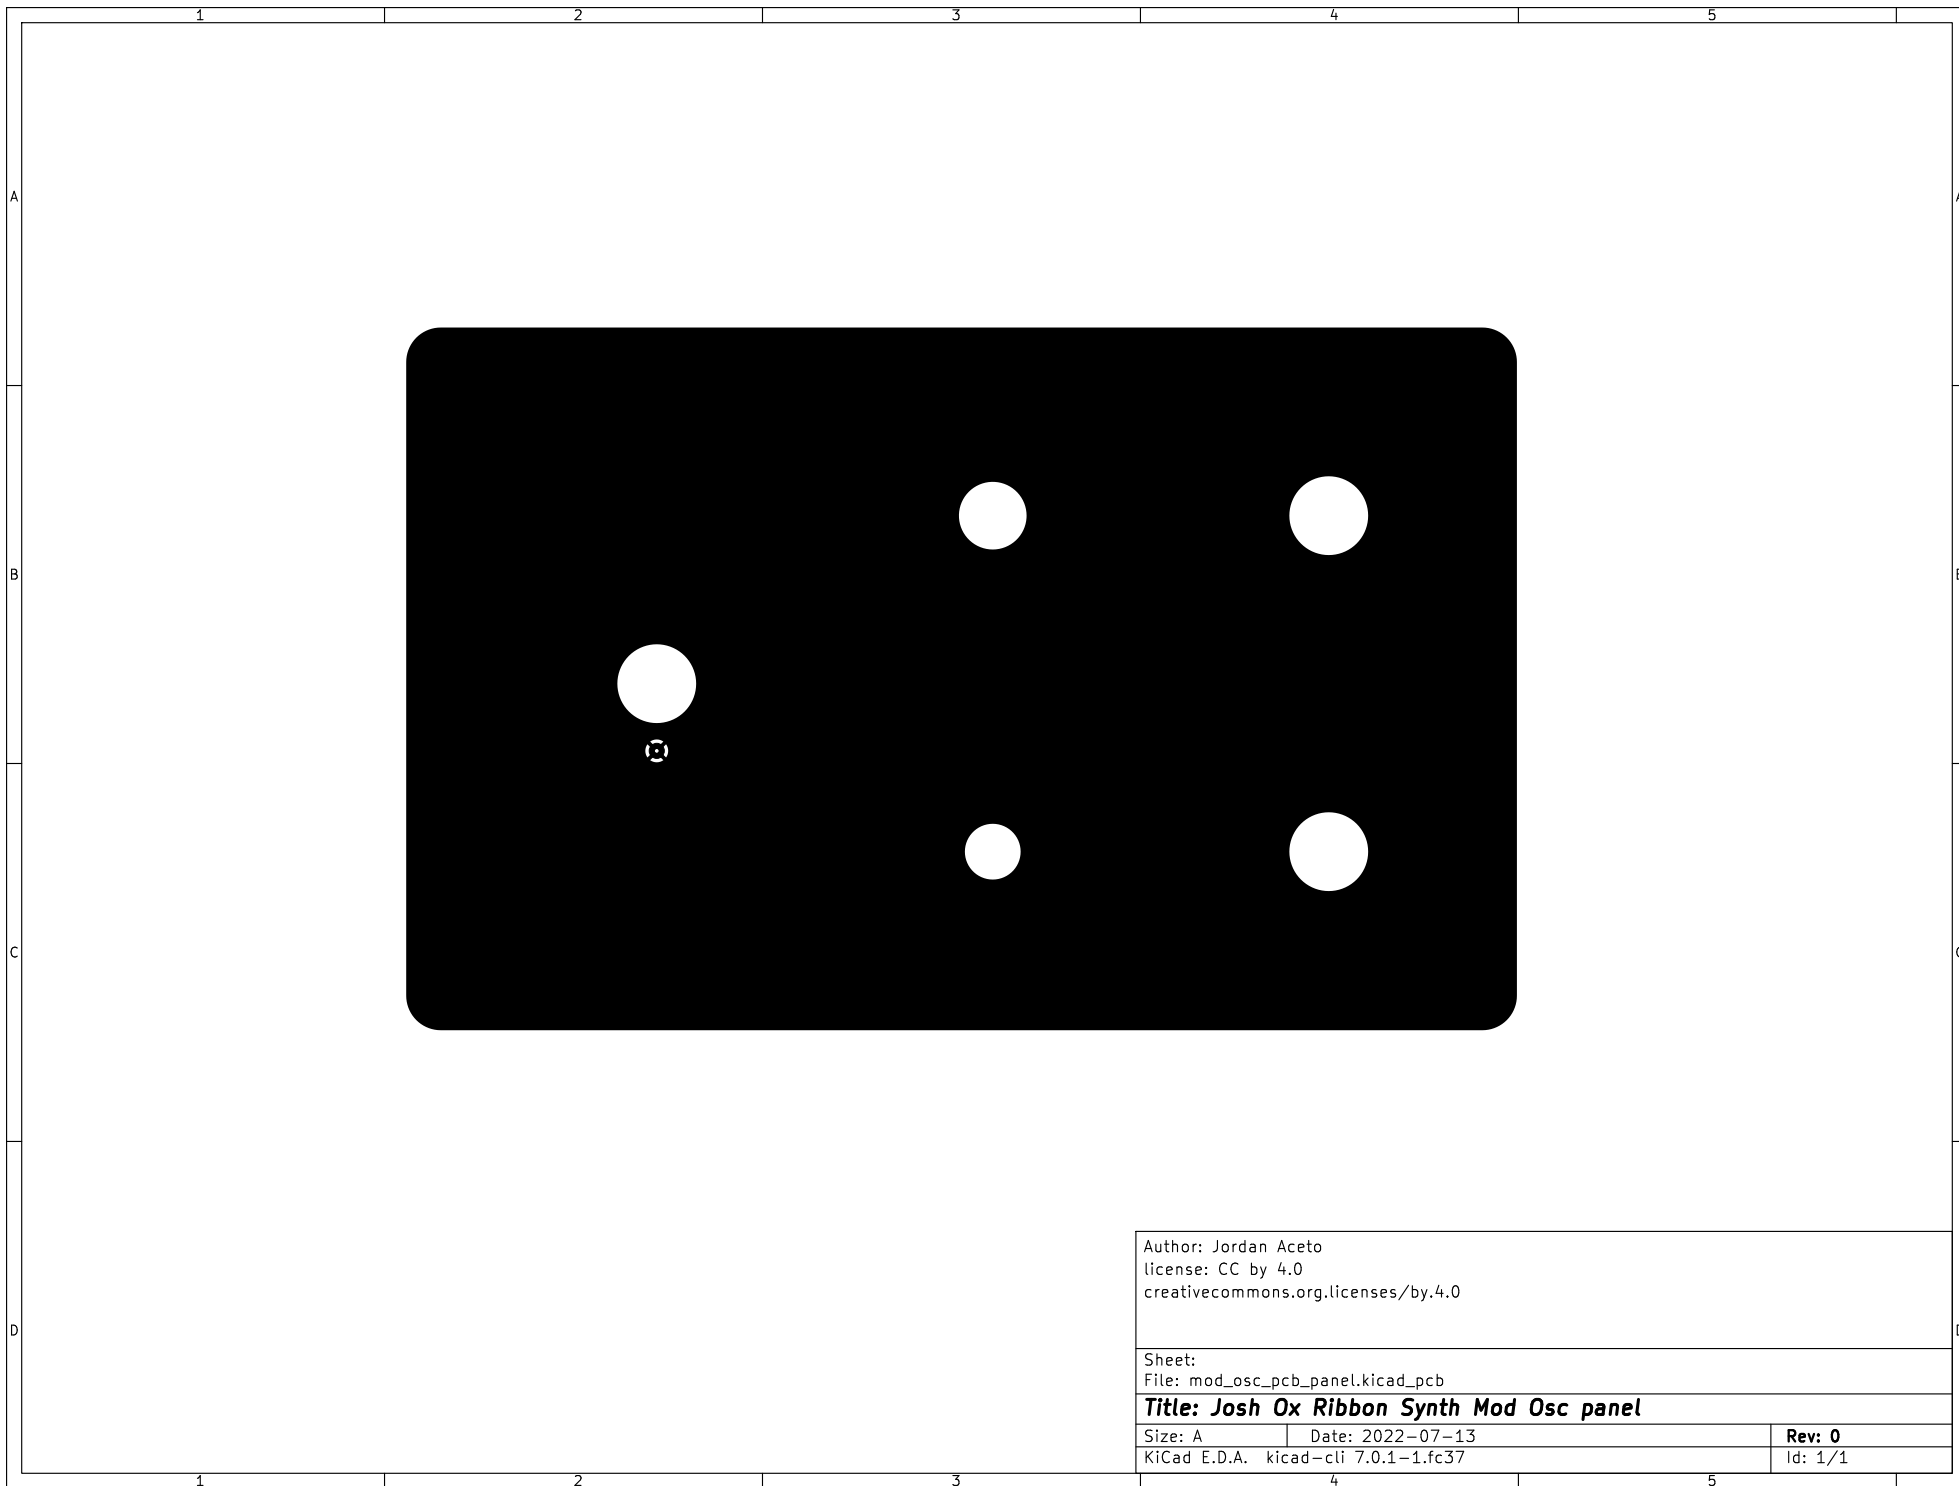 1 2 3 4 5
A A
B B
C C
D D
Author: Jordan Aceto
license: CC by 4.0
creativecommons.org.licenses/by.4.0
Sheet:
File: mod_osc_pcb_panel.kicad_pcb
Title: Josh Ox Ribbon Synth Mod Osc panel
Size: A Date: 2022-07-13 Rev: 0
KiCad E.D.A. kicad-cli 7.0.1-1.fc37 Id: 1/1
1 2 3 4 5